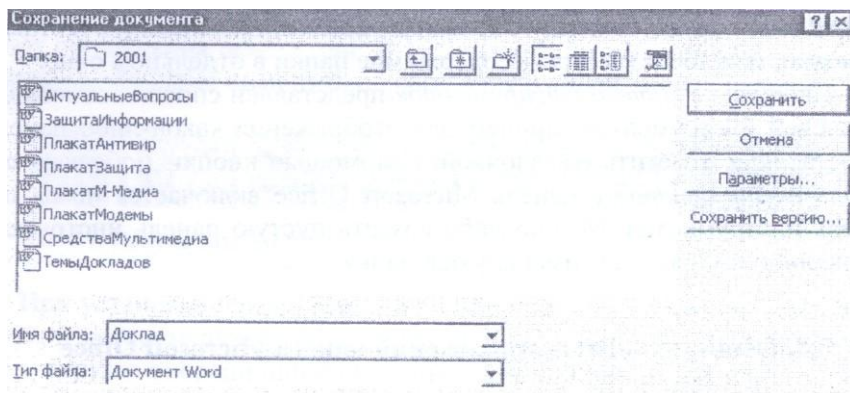 Сохранение документа
Папка: 2001
АктуальныеВопросы
ЗащитаИнформации
ПлакатАнтивир
ПлакатЗащита
ПлакатМ-Медиа
ПлакатМодемы
СредстваМультимедиа
ТемыДокладов
Сохранить
Отмена
Параметры...
Сохранить версию...
Имя файла: Доклад
Тип файла: Документ Word